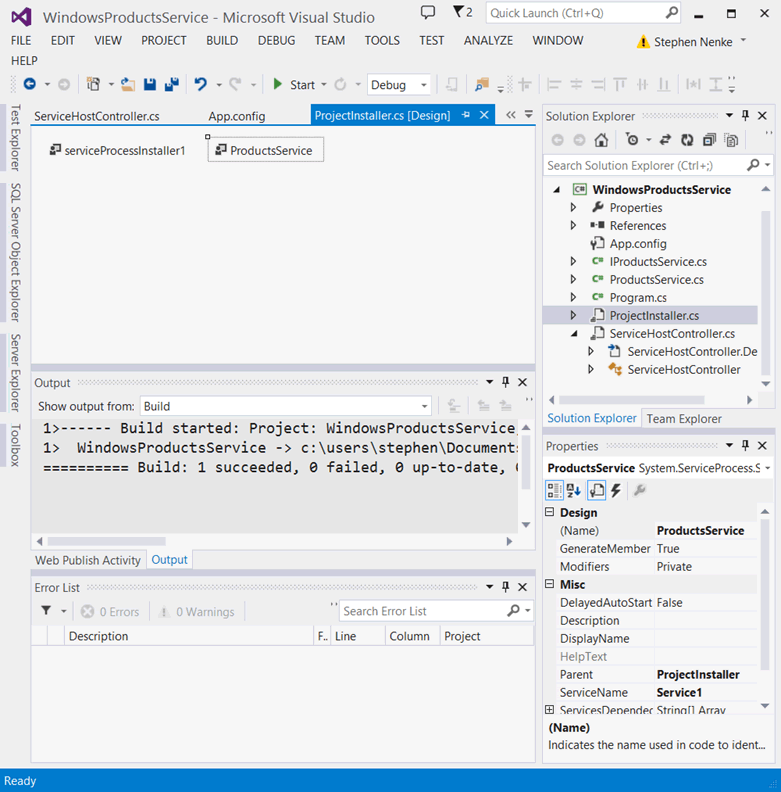 WindowsProductsService - Microsoft Visual Studio
2
Quick Launch (Ctrl+Q)
FILE EDIT VIEW PROJECT BUILD DEBUG TEAM TOOLS TEST ANALYZE WINDOW
Stephen Nenke
HELP
Start
Debug
Test Explorer
SQL Server Object Explorer
Server Explorer
Toolbox
ServiceHostController.cs
App.config
ProjectInstaller.cs [Design]
serviceProcessInstaller1
ProductsService
Output
Show output from: Build
1>------ Build started: Project: WindowsProductsService,
1> WindowsProductsService -> c:\users\stephen\Documents
========== Build: 1 succeeded, 0 failed, 0 up-to-date, 0
Web Publish Activity
Output
Error List
0 Errors
0 Warnings
Search Error List
Description F.. Line Column Project
Solution Explorer
Search Solution Explorer (Ctrl+;)
WindowsProductsService
Properties
References
App.config
IProductsService.cs
ProductsService.cs
Program.cs
ProjectInstaller.cs
ServiceHostController.cs
ServiceHostController.De
ServiceHostController
Solution Explorer
Team Explorer
Properties
ProductsService System.ServiceProcess.S
Design
(Name) ProductsService
GenerateMember True
Modifiers Private
Misc
DelayedAutoStart False
Description
DisplayName
HelpText
Parent ProjectInstaller
ServiceName Service1
ServicesDepended String[] Array
(Name)
Indicates the name used in code to ident...
Ready